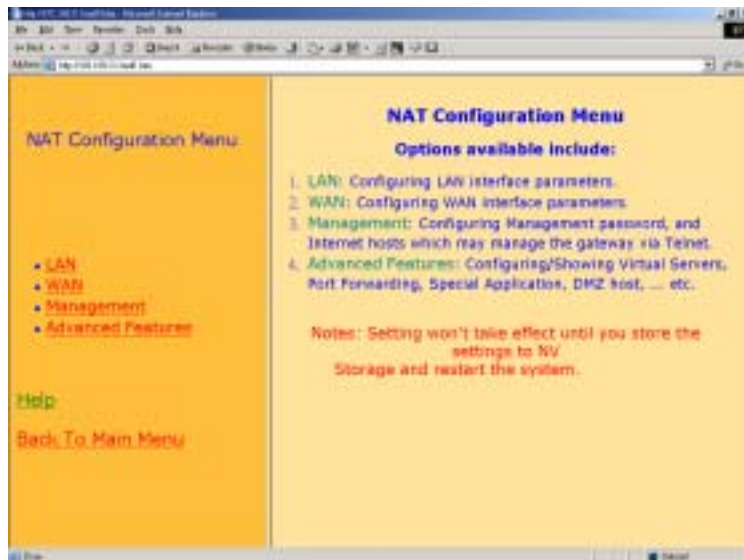 Microsoft Internet Explorer
NAT Configuration Menu
• LAN
• WAN
• Management
• Advanced Features
Help
Back To Main Menu
NAT Configuration Menu
Options available include:
1. LAN: Configuring LAN interface parameters.
2. WAN: Configuring WAN interface parameters.
3. Management: Configuring Management password, and
Internet hosts which may manage the gateway via Telnet.
4. Advanced Features: Configuring/Showing Virtual Servers,
Port Forwarding, Special Application, DMZ host, ... etc.
Notes: Setting won't take effect until you store the
settings to NV
Storage and restart the system.